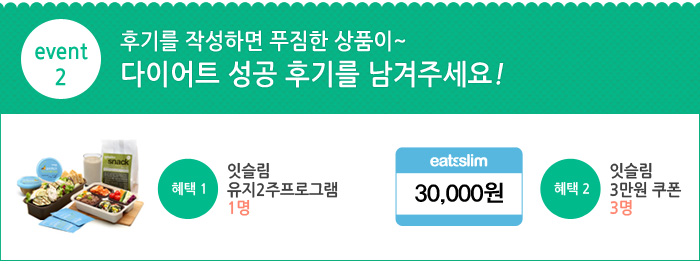 event
2
후기를 작성하면 푸짐한 상품이~
다이어트 성공 후기를 남겨주세요!
snack
혜택 1
잇슬림
유지2주프로그램
1명
eatsslim
30,000원
혜택 2
잇슬림
3만원 쿠폰
3명